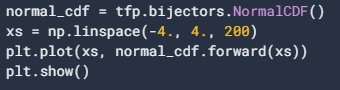 normal_cdf = tfp.bijectors.NormalCDF()
xs = np.linspace(-4., 4., 200)
plt.plot(xs, normal_cdf.forward(xs))
plt.show()